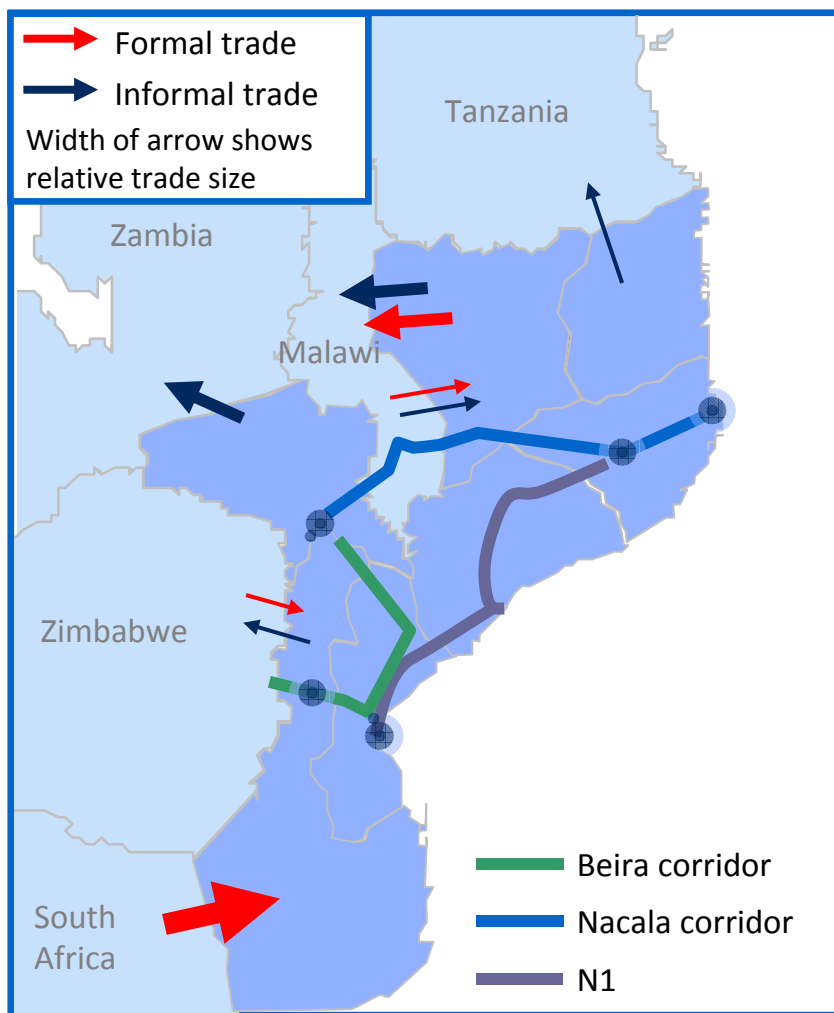 Formal trade
Informal trade
Width of arrow shows
relative trade size
Tanzania
Zambia
Malawi
Zimbabwe
South
Africa
Beira corridor
Nacala corridor
N1